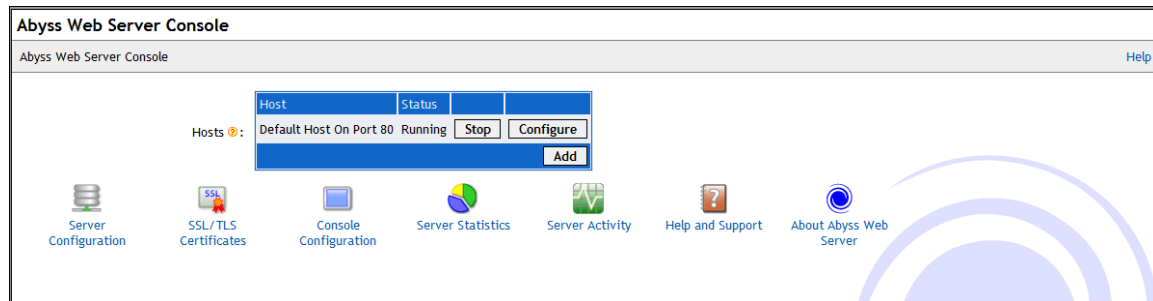 Abyss Web Server Console
Abyss Web Server Console
Help
Host Status
Hosts ? : Default Host On Port 80 Running Stop Configure
Add
SSL
?
Server Configuration
SSL/TLS Certificates
Console Configuration
Server Statistics
Server Activity
Help and Support
About Abyss Web Server